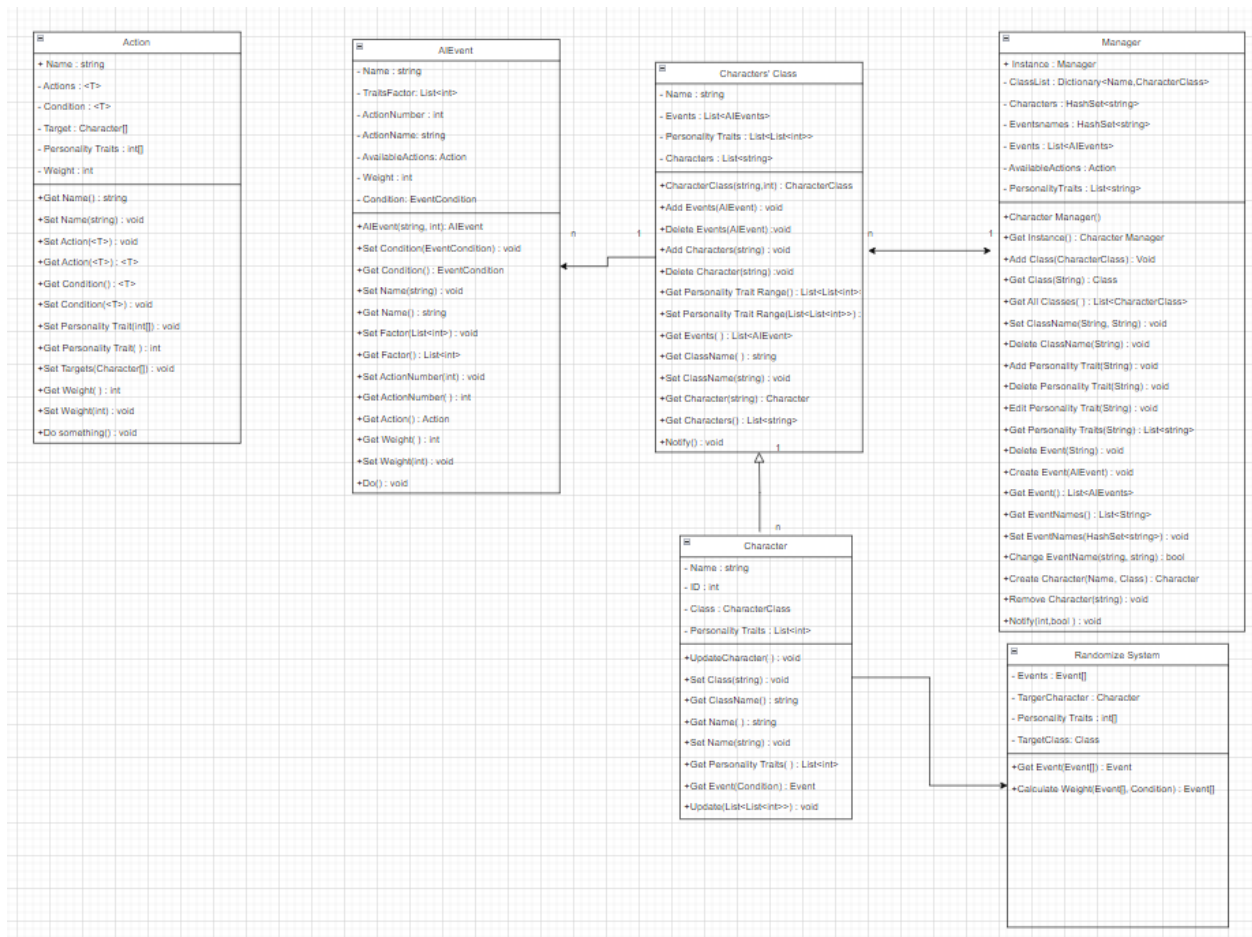 Action
+ Name : string
- Actions : <T>
- Condition : <T>
- Target : Character[]
- Personality Traits : int[]
- Weight : int
+Get Name() : string
+Set Name(string) : void
+Set Action(<T>) : void
+Get Action(<T>) : <T>
+Get Condition() : <T>
+Set Condition(<T>) : void
+Set Personality Trait(int[]) : void
+Get Personality Trait( ) : int
+Set Targets(Character[]) : void
+Get Weight( ) : int
+Set Weight(int) : void
+Do something() : void
AIEvent
- Name : string
- TraitsFactor: List<int>
- ActionNumber : int
- ActionName: string
- AvailableActions: Action
- Weight : int
- Condition: EventCondition
+AIEvent(string, int): AIEvent
+Set Condition(EventCondition) : void
+Get Condition() : EventCondition
+Set Name(string) : void
+Get Name() : string
+Set Factor(List<int>) : void
+Get Factor() : List<int>
+Set ActionNumber(int) : void
+Get ActionNumber( ) : int
+Get Action() : Action
+Get Weight( ) : int
+Set Weight(int) : void
+Do() : void
n
1
Characters' Class
- Name : string
- Events : List<AIEvents>
- Personality Traits : List<List<int>>
- Characters : List<string>
+CharacterClass(string,int) : CharacterClass
+Add Events(AIEvent) : void
+Delete Events(AIEvent) :void
+Add Characters(string) : void
+Delete Character(string) :void
+Get Personality Trait Range() : List<List<int>
+Set Personality Trait Range(List<List<int>>) :
+Get Events( ) : List<AIEvent>
+Get ClassName( ) : string
+Set ClassName(string) : void
+Get Character(string) : Character
+Get Characters() : List<string>
+Notify() : void
1
n
n
1
Manager
+ Instance : Manager
- ClassList : Dictionary<Name,CharacterClass>
- Characters : HashSet<string>
- Eventsnames : HashSet<string>
- Events : List<AIEvents>
- AvailableActions : Action
- PersonalityTraits : List<string>
+Character Manager()
+Get Instance() : Character Manager
+Add Class(CharacterClass) : Void
+Get Class(String) : Class
+Get All Classes( ) : List<CharacterClass>
+Set ClassName(String, String) : void
+Delete ClassName(String) : void
+Add Personality Trait(String) : void
+Delete Personality Trait(String) : void
+Edit Personality Trait(String) : void
+Get Personality Traits(String) : List<string>
+Delete Event(String) : void
+Create Event(AIEvent) : void
+Get Event() : List<AIEvents>
+Get EventNames() : List<String>
+Set EventNames(HashSet<string>) : void
+Change EventName(string, string) : bool
+Create Character(Name, Class) : Character
+Remove Character(string) : void
+Notify(int,bool ) : void
Character
- Name : string
- ID : int
- Class : CharacterClass
- Personality Traits : List<int>
+UpdateCharacter( ) : void
+Set Class(string) : void
+Get ClassName() : string
+Get Name( ) : string
+Set Name(string) : void
+Get Personality Traits( ) : List<int>
+Get Event(Condition) : Event
+Update(List<List<int>>) : void
Randomize System
- Events : Event[]
- TargerCharacter : Character
- Personality Traits : int[]
- TargetClass: Class
+Get Event(Event[]) : Event
+Calculate Weight(Event[], Condition) : Event[]